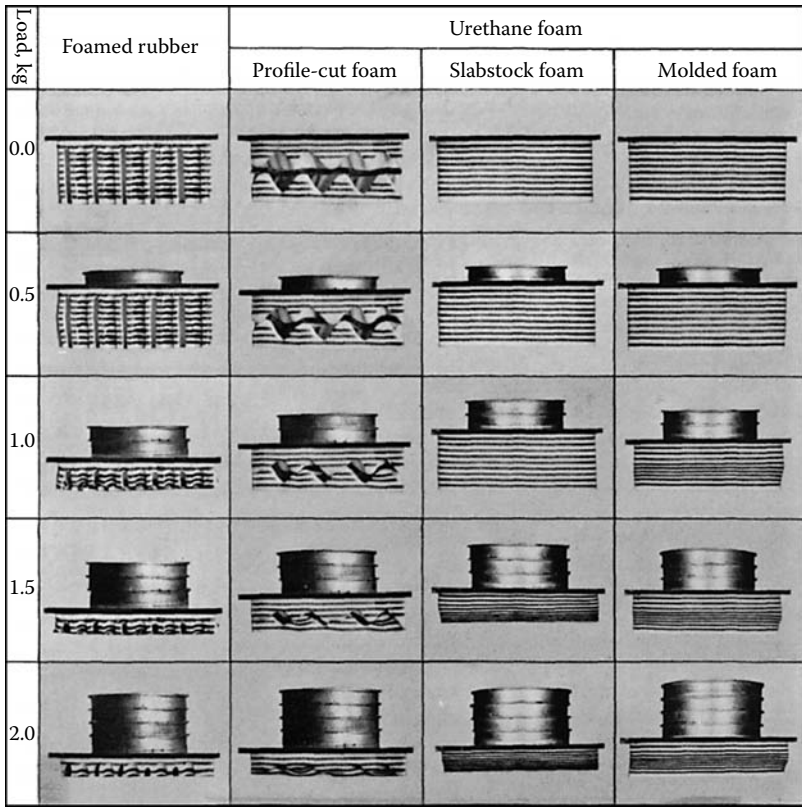 Load, kg
Foamed rubber
Urethane foam
Profile-cut foam
Slabstock foam
Molded foam
0.0
0.5
1.0
1.5
2.0